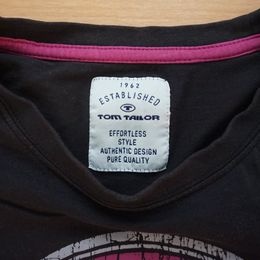 1962
ESTABLISHED
TOM TAILOR
EFFORTLESS
STYLE
AUTHENTIC DESIGN
PURE QUALITY